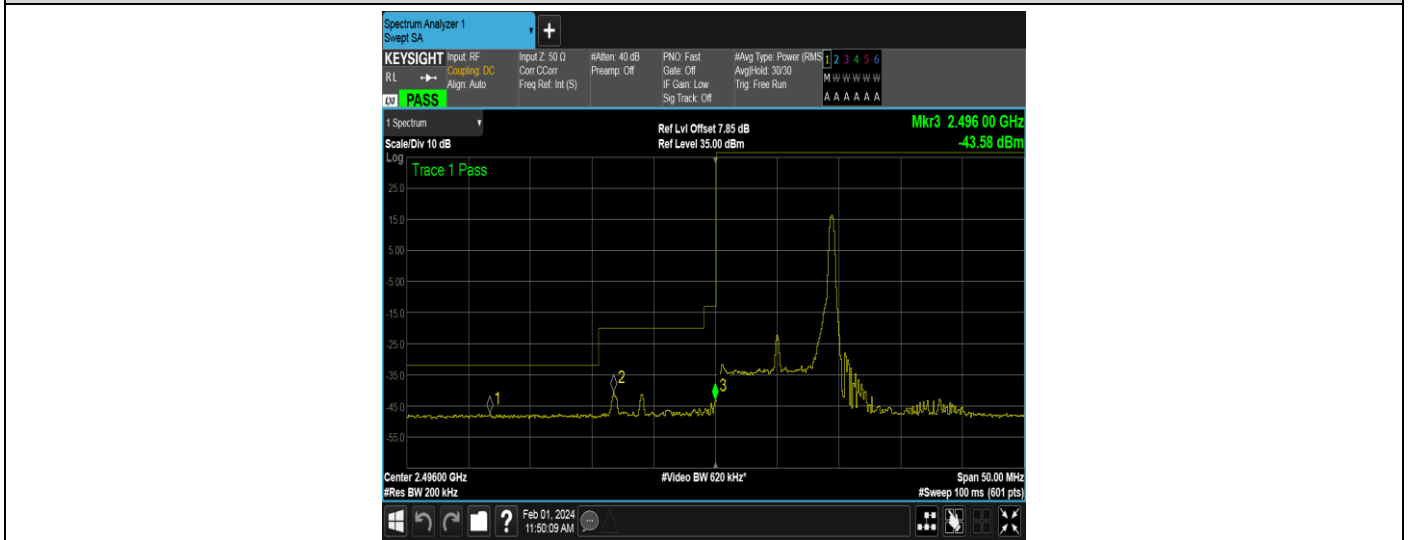 Spectrum Analyzer 1
Swept SA
+
KEYSIGHT
RL
LXI PASS
Input: RF
Coupling: DC
Align: Auto
Input Z: 50 Ω
Corr CCorr
Freq Ref: Int (S)
#Atten: 40 dB
Preamp: Off
PNO: Fast
Gate: Off
IF Gain: Low
Sig Track: Off
#Avg Type: Power (RMS
Avg|Hold: 30/30
Trig: Free Run
1 2 3 4 5 6
M W W W W W
A A A A A A
1 Spectrum
Scale/Div 10 dB
Ref Lvl Offset 7.85 dB
Ref Level 35.00 dBm
Mkr3 2.496 00 GHz
-43.58 dBm
Log
Trace 1 Pass
25.0
15.0
5.00
-5.00
-15.0
-25.0
-35.0
-45.0
-55.0
1
2
3
Center 2.49600 GHz
#Res BW 200 kHz
#Video BW 620 kHz*
Span 50.00 MHz
#Sweep 100 ms (601 pts)
?
Feb 01, 2024
11:50:09 AM